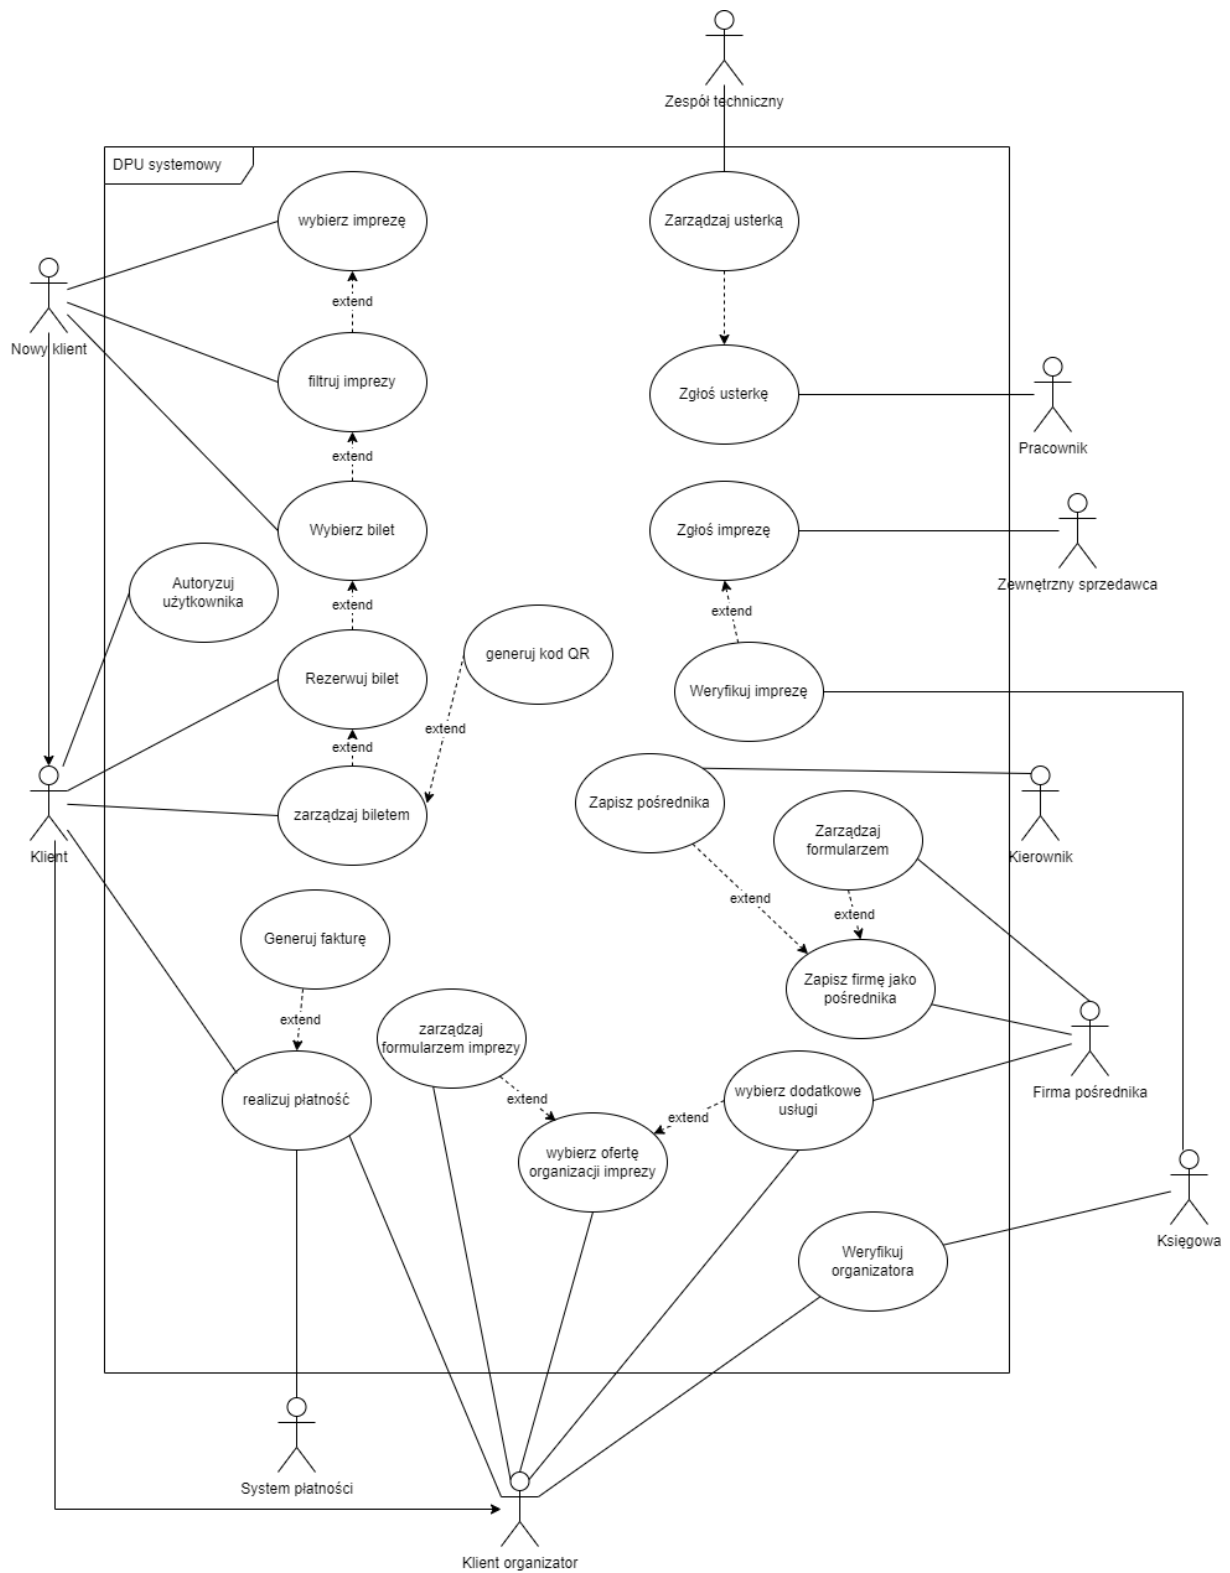 Zespół techniczny
DPU systemowy
wybierz imprezę
Zarządzaj usterką
extend
Nowy klient
filtruj imprezy
Zgłoś usterkę
Pracownik
extend
Wybierz bilet
Zgłoś imprezę
Zewnętrzny sprzedawca
Autoryzuj
użytkownika
extend
extend
generuj kod QR
Rezerwuj bilet
Weryfikuj imprezę
extend
extend
Klient
zarządzaj biletem
Zapisz pośrednika
Zarządzaj
formularzem
Kierownik
extend
extend
Generuj fakturę
Zapisz firmę jako
pośrednika
extend
zarządzaj
formularzem imprezy
realizuj płatność
extend
extend
wybierz dodatkowe
usługi
Firma pośrednika
wybierz ofertę
organizacji imprezy
Księgowa
Weryfikuj
organizatora
System płatności
Klient organizator